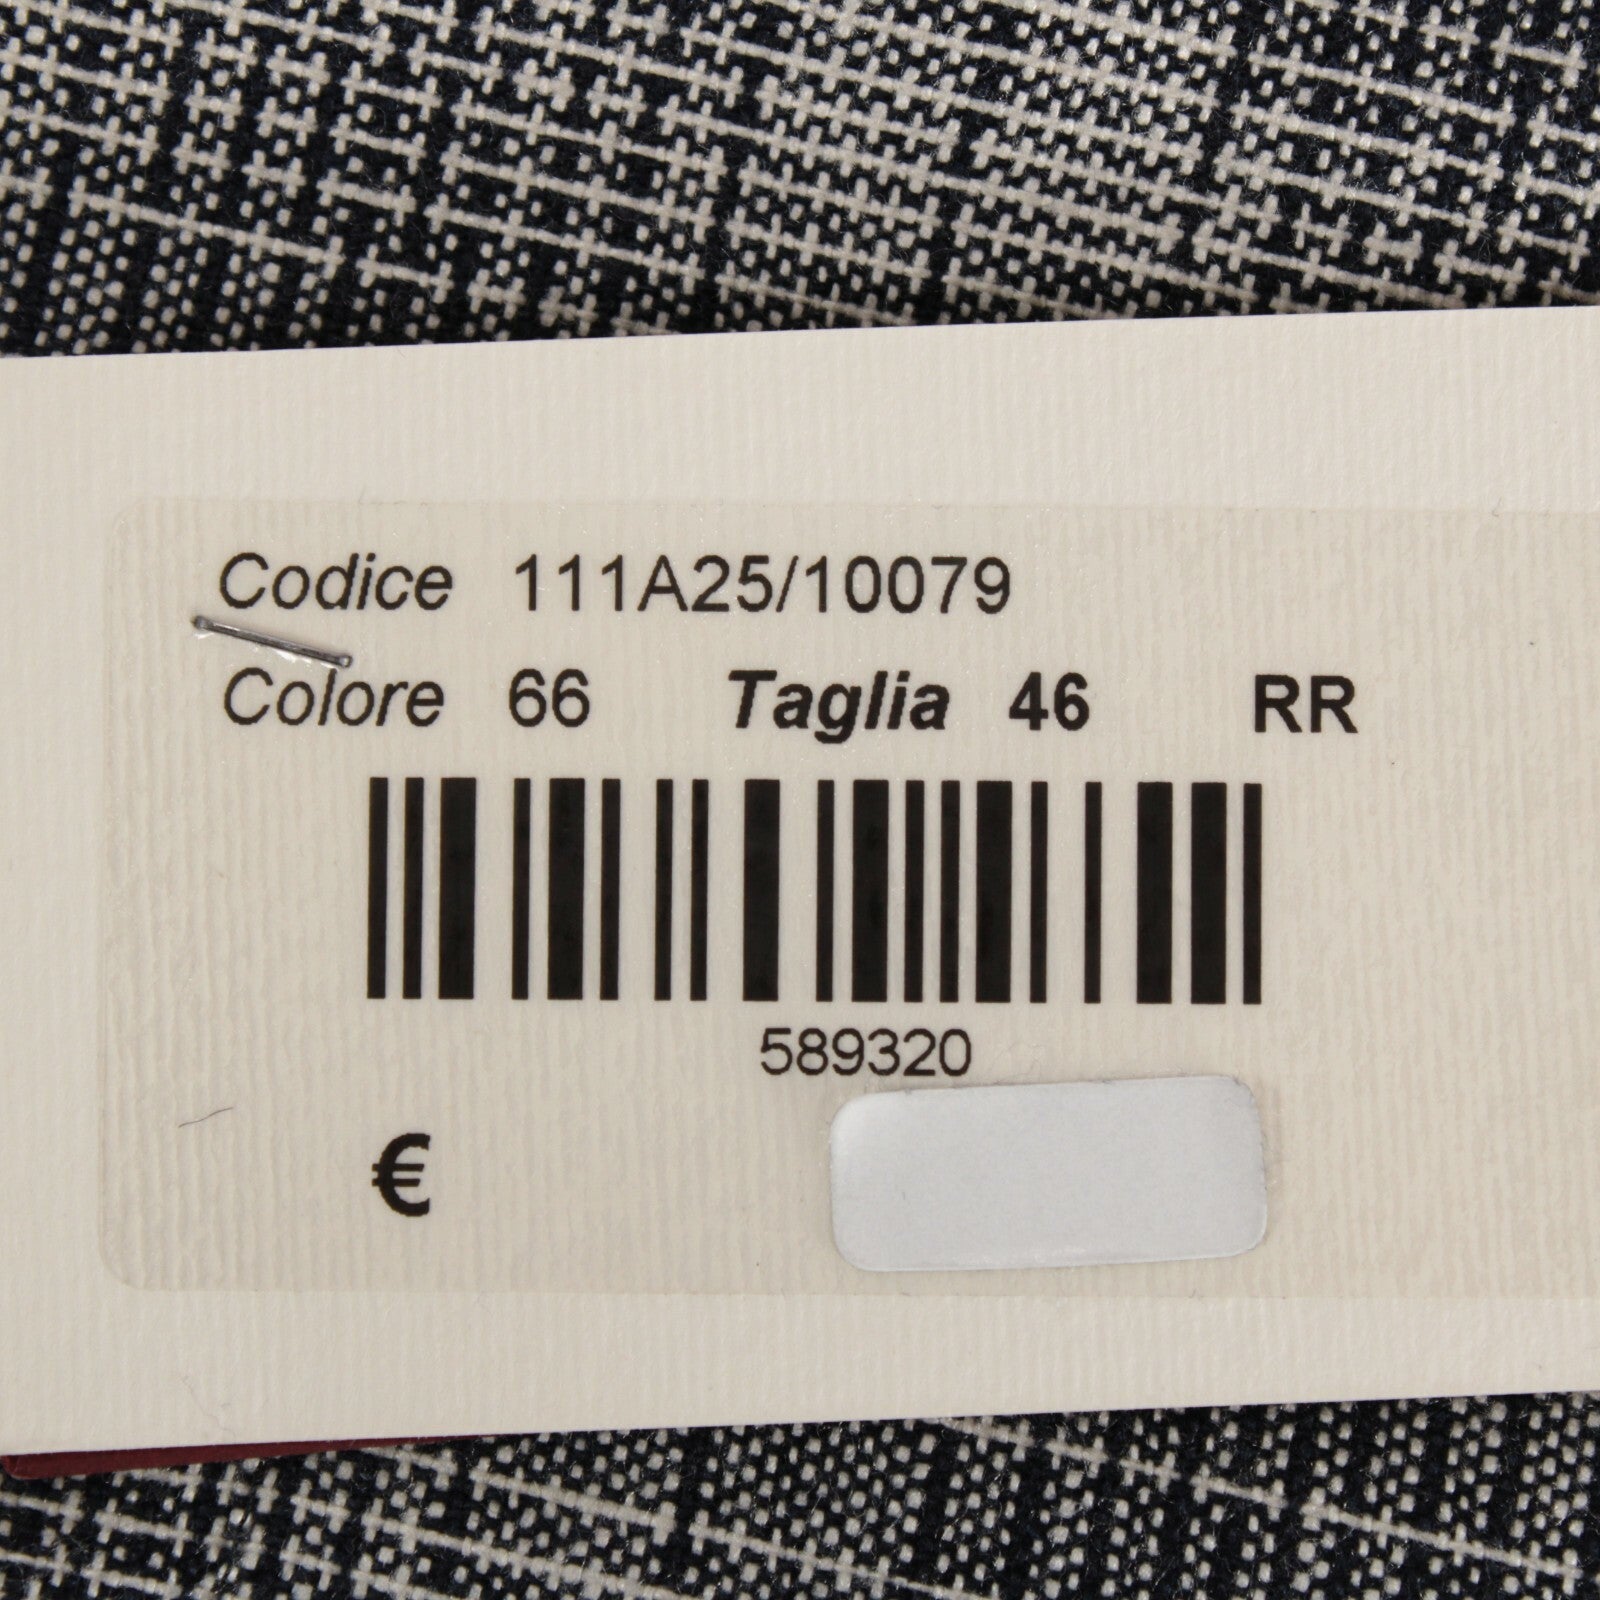 Codice 111A25/10079
Colore 66 Taglia 46 RR
589320
€